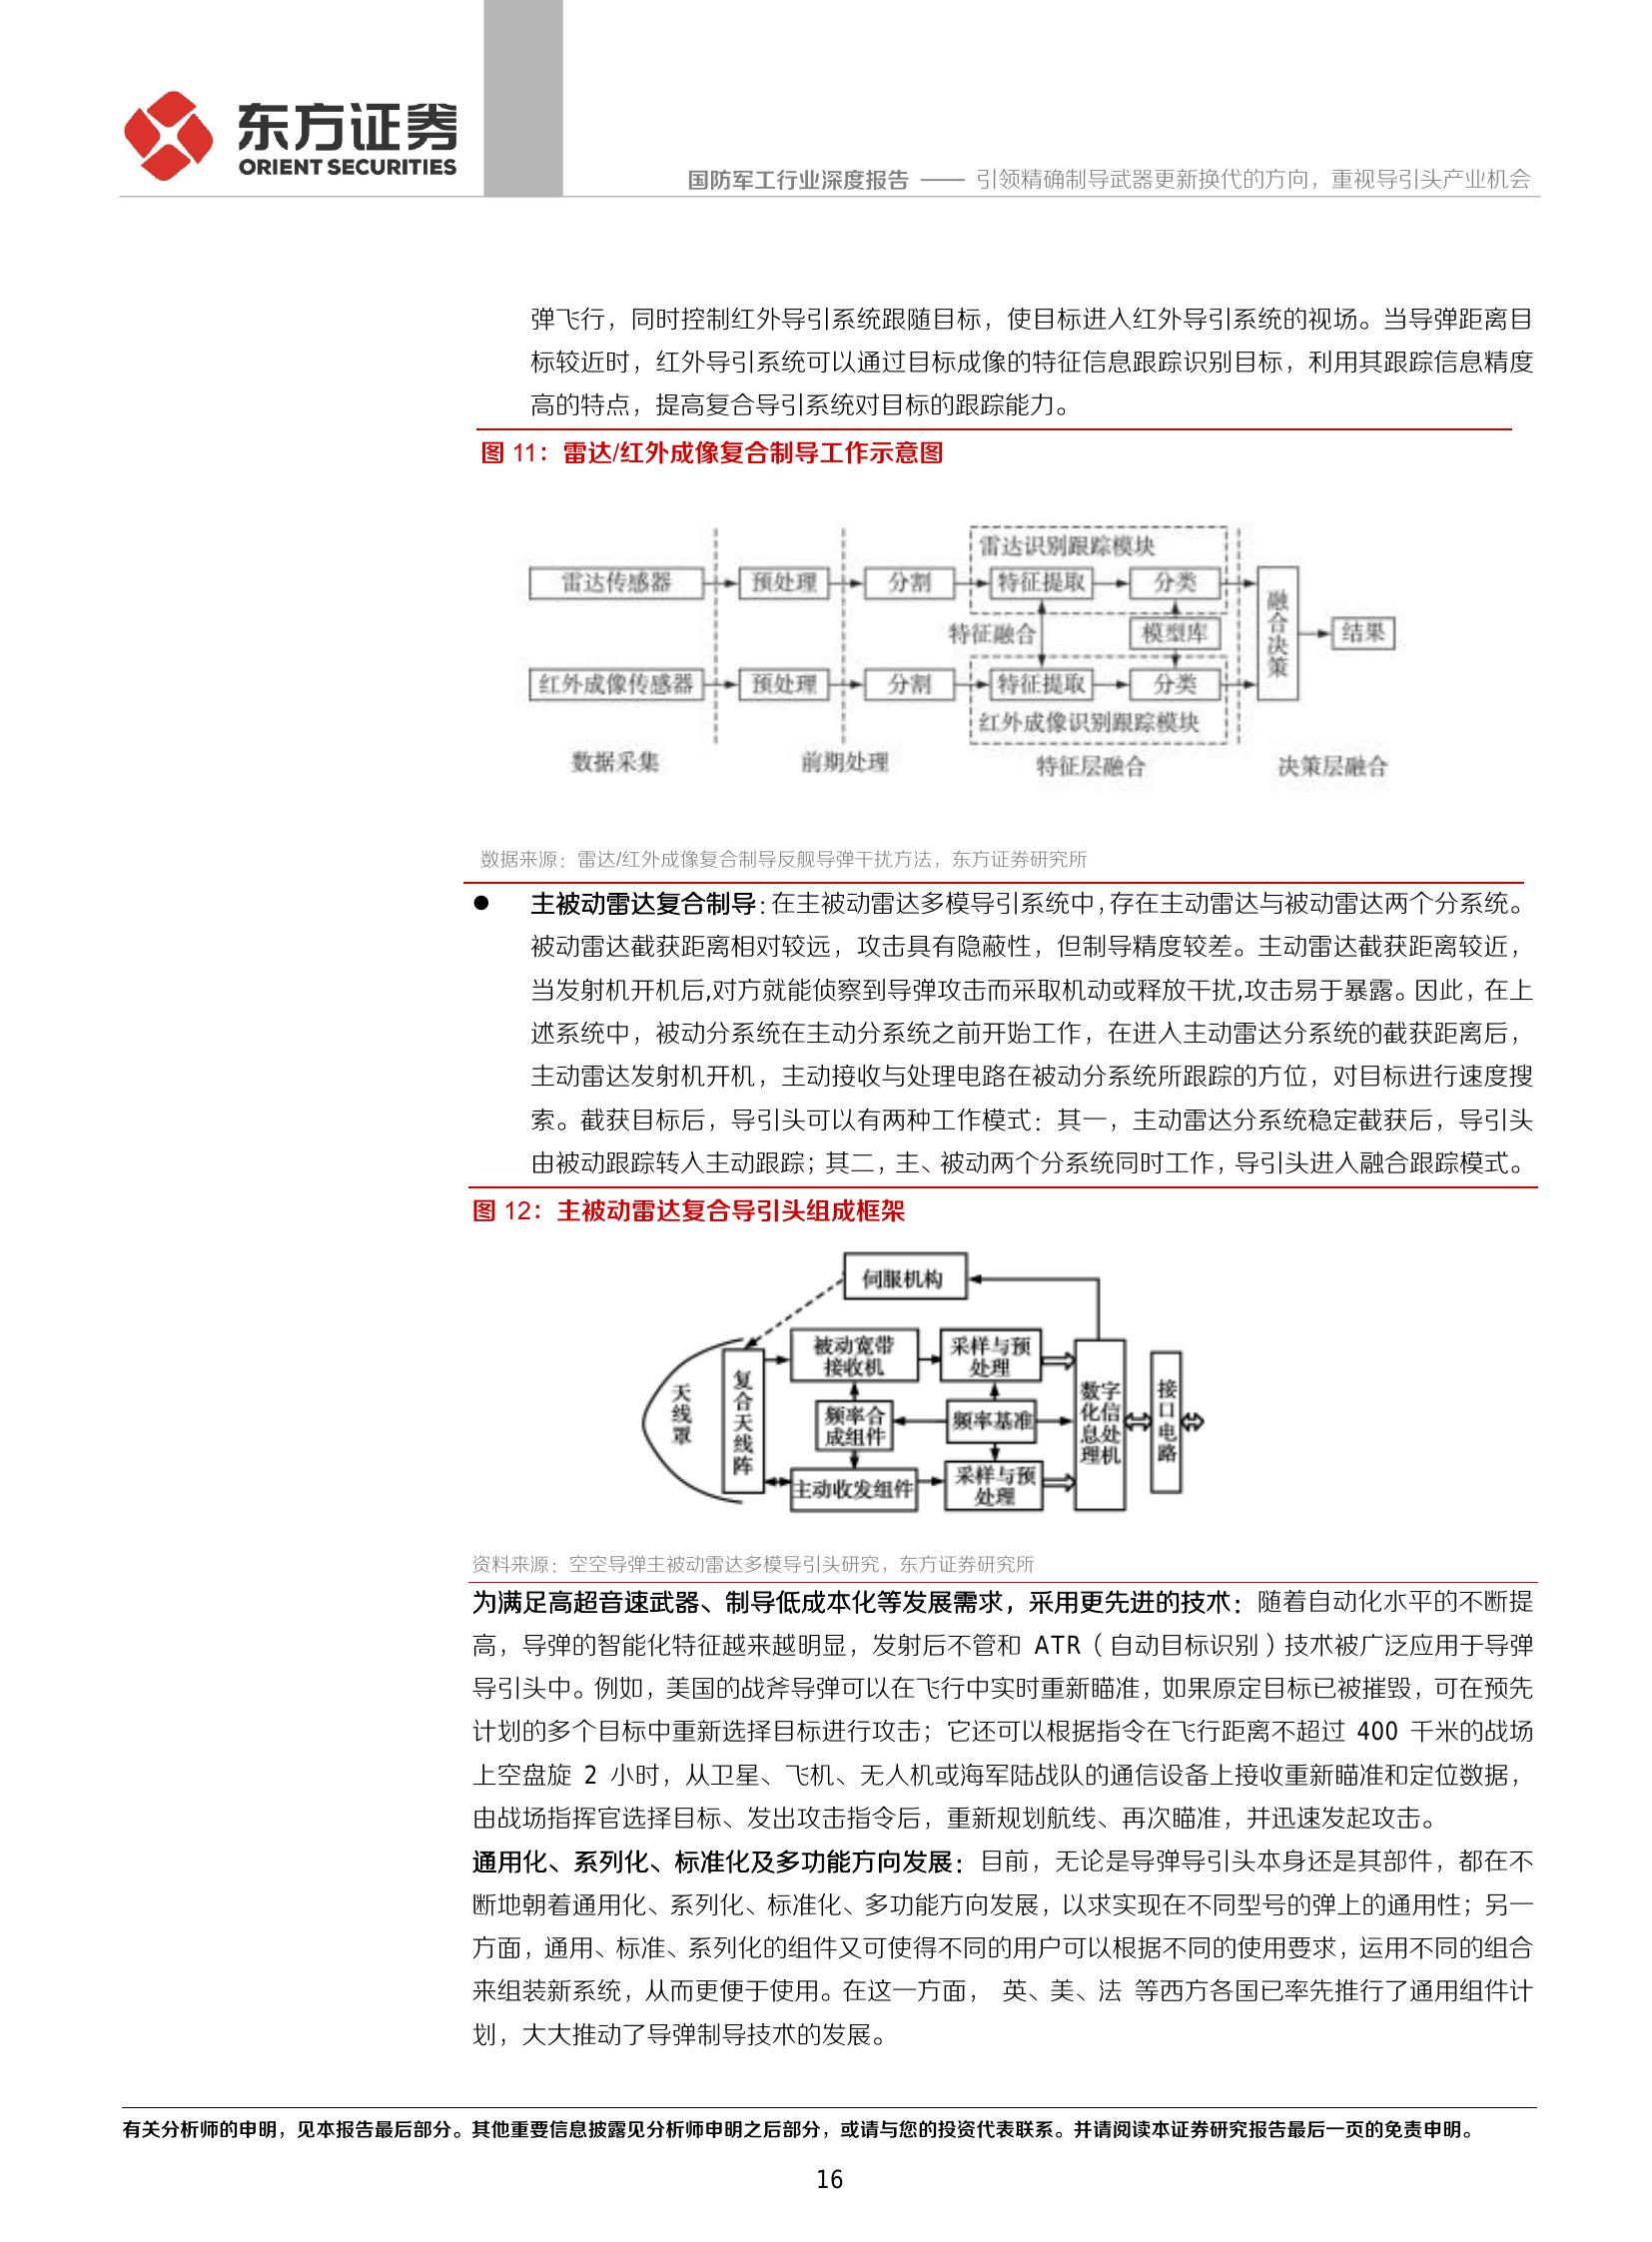 东方证券
ORIENT SECURITIES
国防军工行业深度报告 —— 引领精确制导武器更新换代的方向，重视导引头产业机会
弹飞行，同时控制红外导引系统跟随目标，使目标进入红外导引系统的视场。当导弹距离目
标较近时，红外导引系统可以通过目标成像的特征信息跟踪识别目标，利用其跟踪信息精度
高的特点，提高复合导引系统对目标的跟踪能力。
图 11：雷达/红外成像复合制导工作示意图
雷达识别跟踪模块
雷达传感器 预处理 分割 特征提取 分类
特征融合 模型库 融合决策 结果
红外成像传感器 预处理 分割 特征提取 分类
红外成像识别跟踪模块
数据采集 前期处理 特征层融合 决策层融合
数据来源：雷达/红外成像复合制导反舰导弹干扰方法，东方证券研究所
● 主被动雷达复合制导：在主被动雷达多模导引系统中，存在主动雷达与被动雷达两个分系统。
被动雷达截获距离相对较远，攻击具有隐蔽性，但制导精度较差。主动雷达截获距离较近，
当发射机开机后,对方就能侦察到导弹攻击而采取机动或释放干扰,攻击易于暴露。因此，在上
述系统中，被动分系统在主动分系统之前开始工作，在进入主动雷达分系统的截获距离后，
主动雷达发射机开机，主动接收与处理电路在被动分系统所跟踪的方位，对目标进行速度搜
索。截获目标后，导引头可以有两种工作模式：其一，主动雷达分系统稳定截获后，导引头
由被动跟踪转入主动跟踪；其二，主、被动两个分系统同时工作，导引头进入融合跟踪模式。
图 12：主被动雷达复合导引头组成框架
伺服机构
天线罩
复合天线阵
被动宽带
接收机
采样与预
处理
频率合
成组件
频率基准
主动收发组件
采样与预
处理
数字
化信
息处
理机
接口电路
资料来源：空空导弹主被动雷达多模导引头研究，东方证券研究所
为满足高超音速武器、制导低成本化等发展需求，采用更先进的技术：随着自动化水平的不断提
高，导弹的智能化特征越来越明显，发射后不管和 ATR（自动目标识别）技术被广泛应用于导弹
导引头中。例如，美国的战斧导弹可以在飞行中实时重新瞄准，如果原定目标已被摧毁，可在预先
计划的多个目标中重新选择目标进行攻击；它还可以根据指令在飞行距离不超过 400 千米的战场
上空盘旋 2 小时，从卫星、飞机、无人机或海军陆战队的通信设备上接收重新瞄准和定位数据，
由战场指挥官选择目标、发出攻击指令后，重新规划航线、再次瞄准，并迅速发起攻击。
通用化、系列化、标准化及多功能方向发展：目前，无论是导弹导引头本身还是其部件，都在不
断地朝着通用化、系列化、标准化、多功能方向发展，以求实现在不同型号的弹上的通用性；另一
方面，通用、标准、系列化的组件又可使得不同的用户可以根据不同的使用要求，运用不同的组合
来组装新系统，从而更便于使用。在这一方面， 英、美、法 等西方各国已率先推行了通用组件计
划，大大推动了导弹制导技术的发展。
有关分析师的申明，见本报告最后部分。其他重要信息披露见分析师申明之后部分，或请与您的投资代表联系。并请阅读本证券研究报告最后一页的免责申明。
16